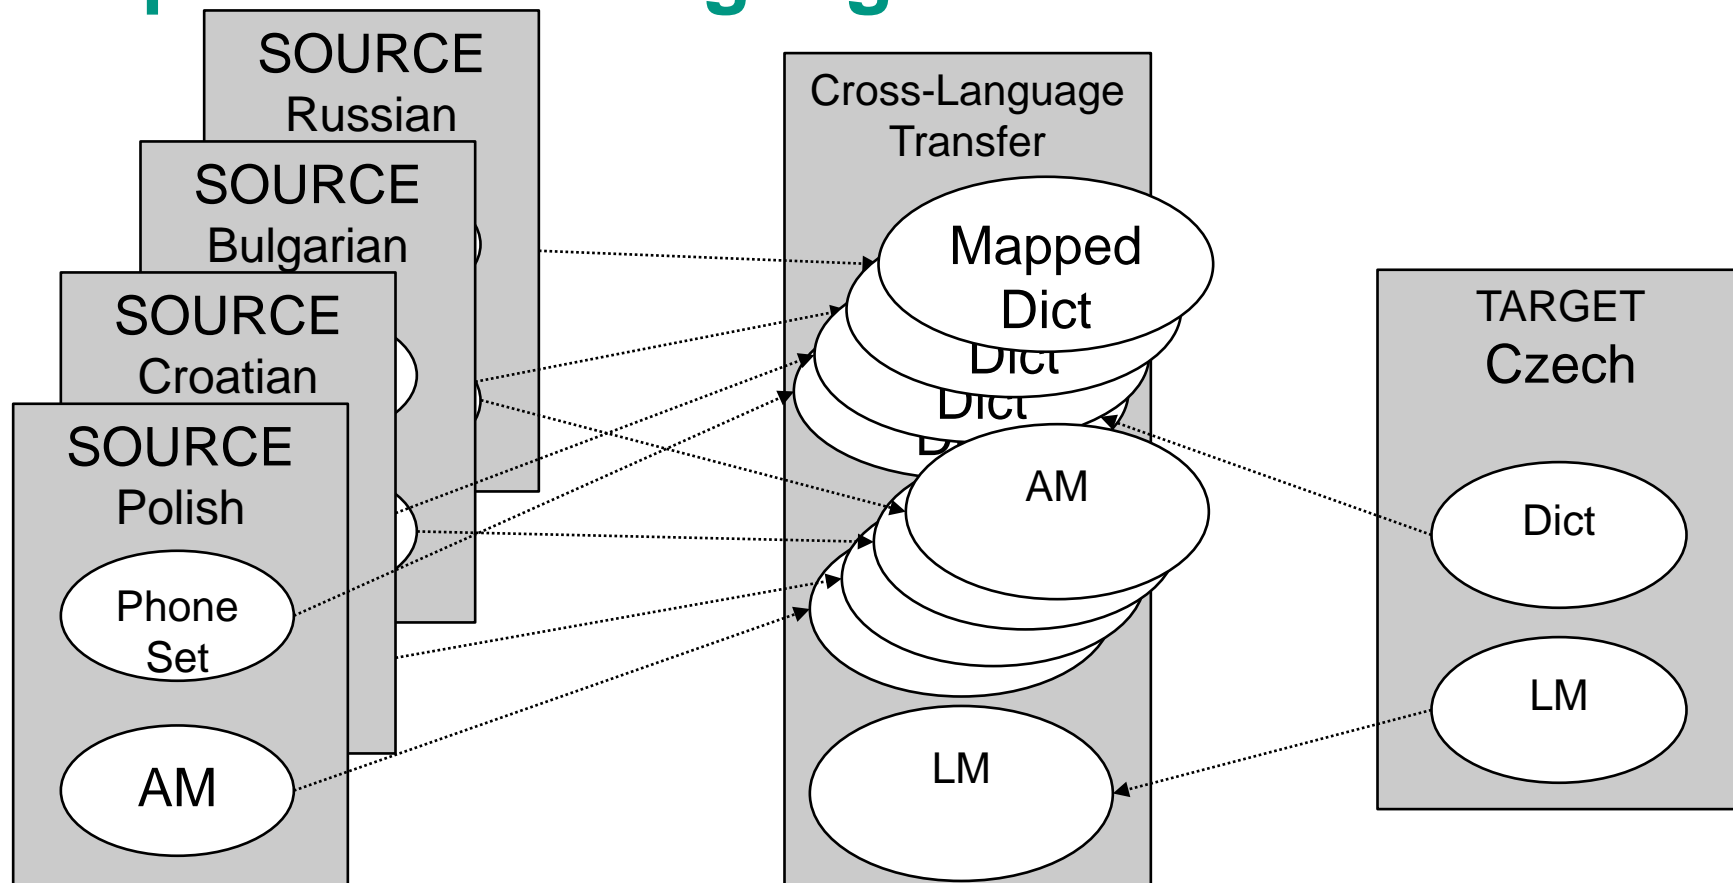 SOURCE
Russian
SOURCE
Bulgarian
SOURCE
Croatian
SOURCE
Polish
Phone
Set
AM
Cross-Language
Transfer
Mapped
Dict
Dict
Dict
AM
LM
TARGET
Czech
Dict
LM